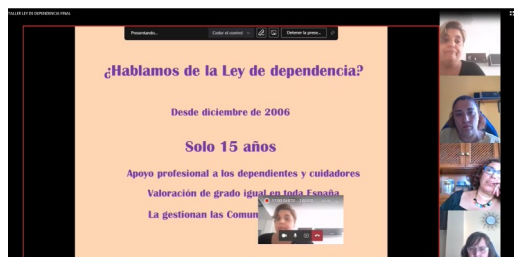 TALLER LEY DE DEPENDENCIA FINAL
Presentando...
Ceder el control
Detener la prese...
¿Hablamos de la Ley de dependencia?
Desde diciembre de 2006
Solo 15 años
Apoyo profesional a los dependientes y cuidadores
Valoración de grado igual en toda España
La gestionan las Comun